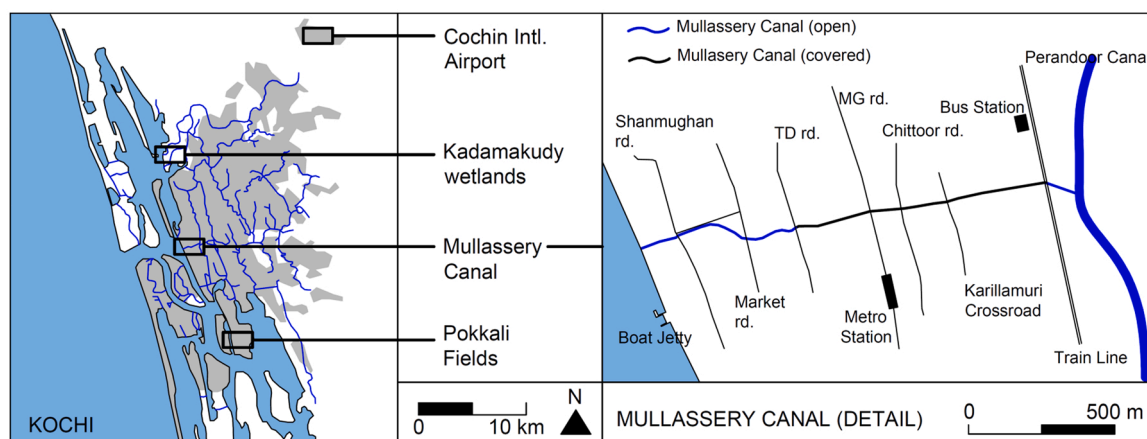 Cochin Intl.
Airport
Kadamakudy
wetlands
Mullassery
Canal
Pokkali
Fields
KOCHI
0 10 km
N
Mullassery Canal (open)
Mullasery Canal (covered)
Perandoor Canal
Bus Station
MG rd.
Shanmughan
rd.
TD rd.
Chittoor rd.
Market
rd.
Boat Jetty
Metro
Station
Karillamuri
Crossroad
Train Line
MULLASSERY CANAL (DETAIL)
0 500 m